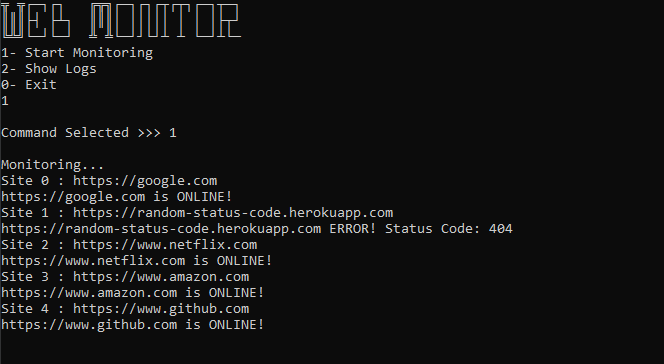 WEB MONITOR
1- Start Monitoring
2- Show Logs
0- Exit
1
Command Selected >>> 1
Monitoring...
Site 0 : https://google.com
https://google.com is ONLINE!
Site 1 : https://random-status-code.herokuapp.com
https://random-status-code.herokuapp.com ERROR! Status Code: 404
Site 2 : https://www.netflix.com
https://www.netflix.com is ONLINE!
Site 3 : https://www.amazon.com
https://www.amazon.com is ONLINE!
Site 4 : https://www.github.com
https://www.github.com is ONLINE!